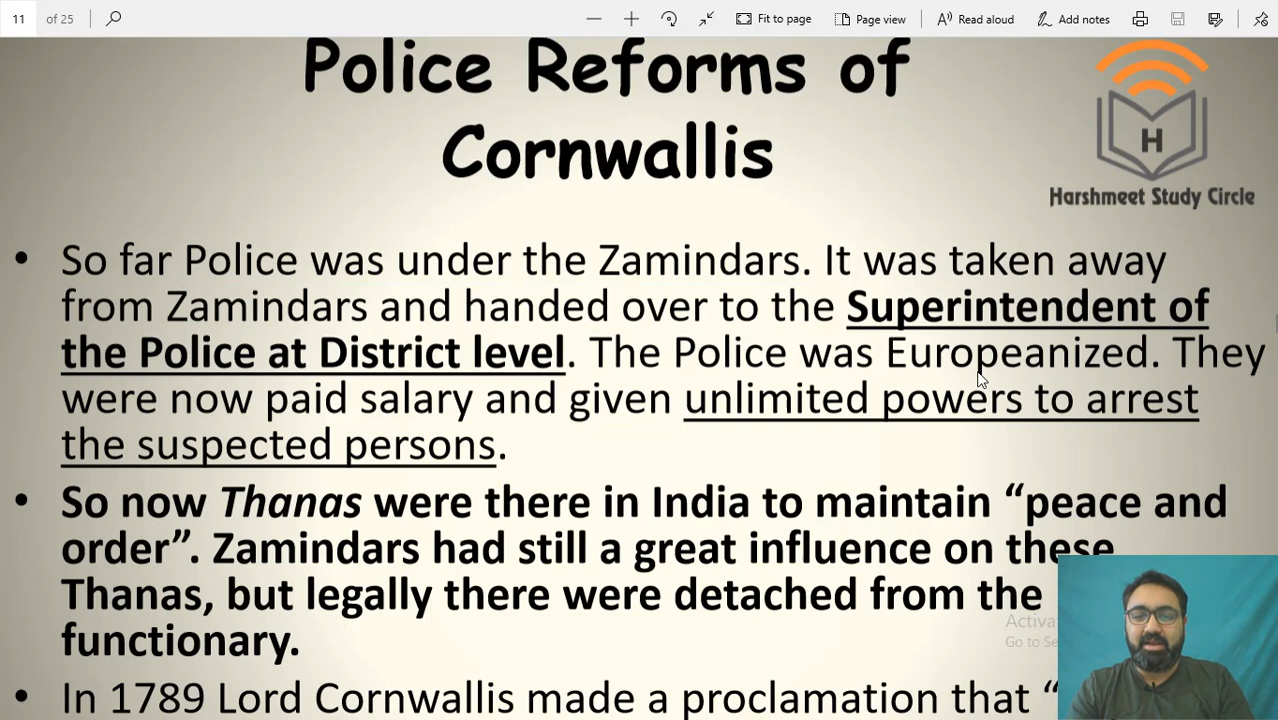 11 of 25 Fit to page Page view Read aloud Add notes
Police Reforms of
Cornwallis
H
Harshmeet Study Circle
• So far Police was under the Zamindars. It was taken away
from Zamindars and handed over to the Superintendent of
the Police at District level. The Police was Europeanized. They
were now paid salary and given unlimited powers to arrest
the suspected persons.
• So now Thanas were there in India to maintain “peace and
order”. Zamindars had still a great influence on these
Thanas, but legally there were detached from the
functionary.
Go to
• In 1789 Lord Cornwallis made a proclamation that “